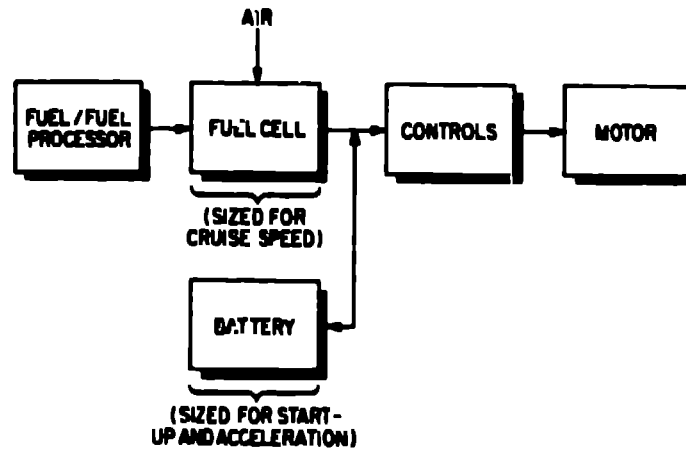 AIR
FUEL/FUEL
PROCESSOR
FUEL CELL
CONTROLS
MOTOR
(SIZED FOR
CRUISE SPEED)
BATTERY
(SIZED FOR START-
UP AND ACCELERATION)